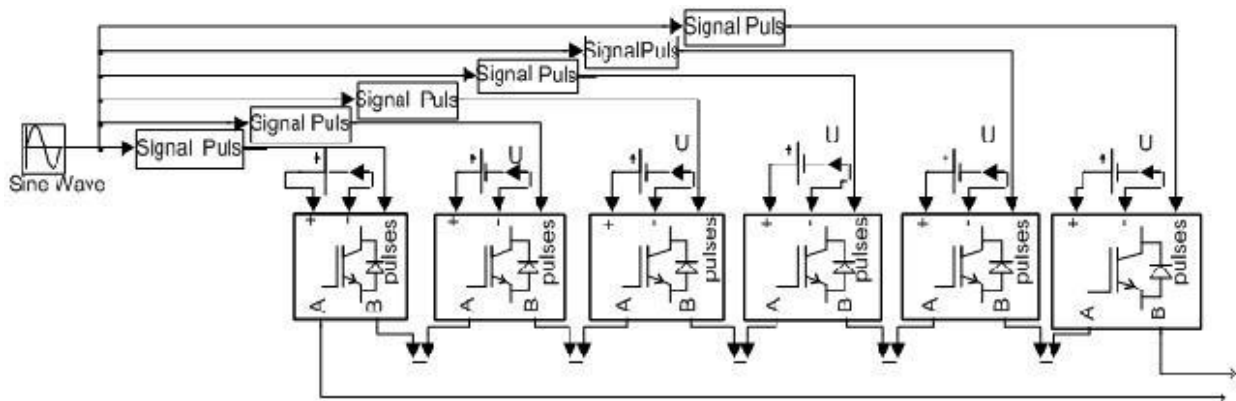 Signal Puls
SignalPuls
Signal Puls
Signal Puls
Signal Puls
Signal Puls
Sine Wave
U
U
U
U
U
+ - pulses
+ - pulses
+ - pulses
+ - pulses
+ - pulses
+ - pulses
A B
A B
A B
A B
A B
A B